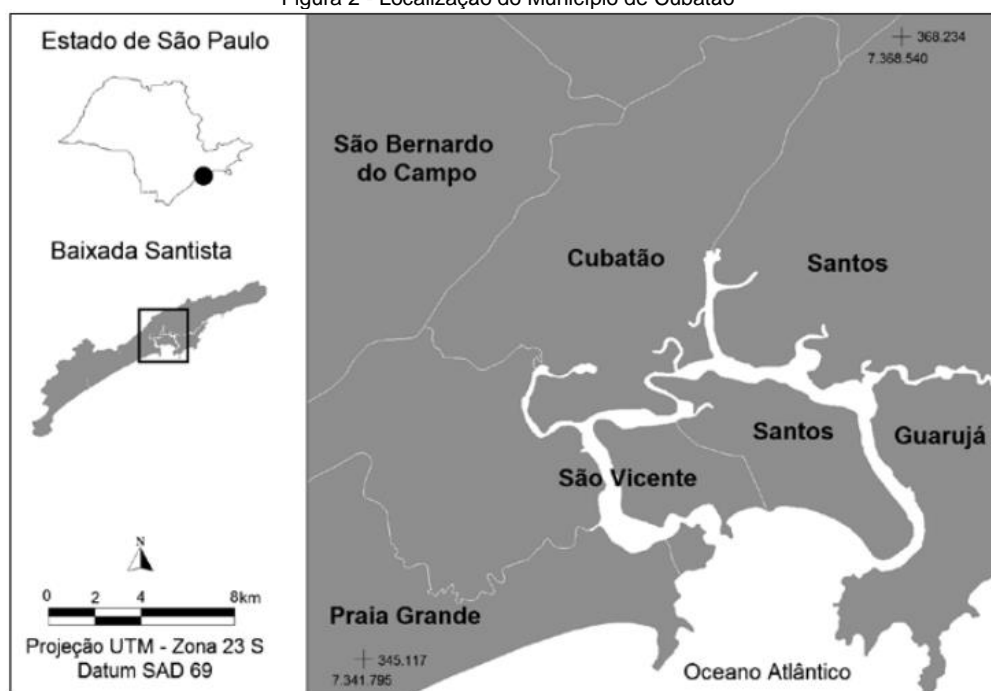 Figura 2 - Localização do Município de Cubatão
Estado de São Paulo
Baixada Santista
N
0 2 4 8km
Projeção UTM - Zona 23 S
Datum SAD 69
368.234
7.368.540
São Bernardo
do Campo
Cubatão
Santos
Santos
Guarujá
São Vicente
Praia Grande
345.117
7.341.795
Oceano Atlântico